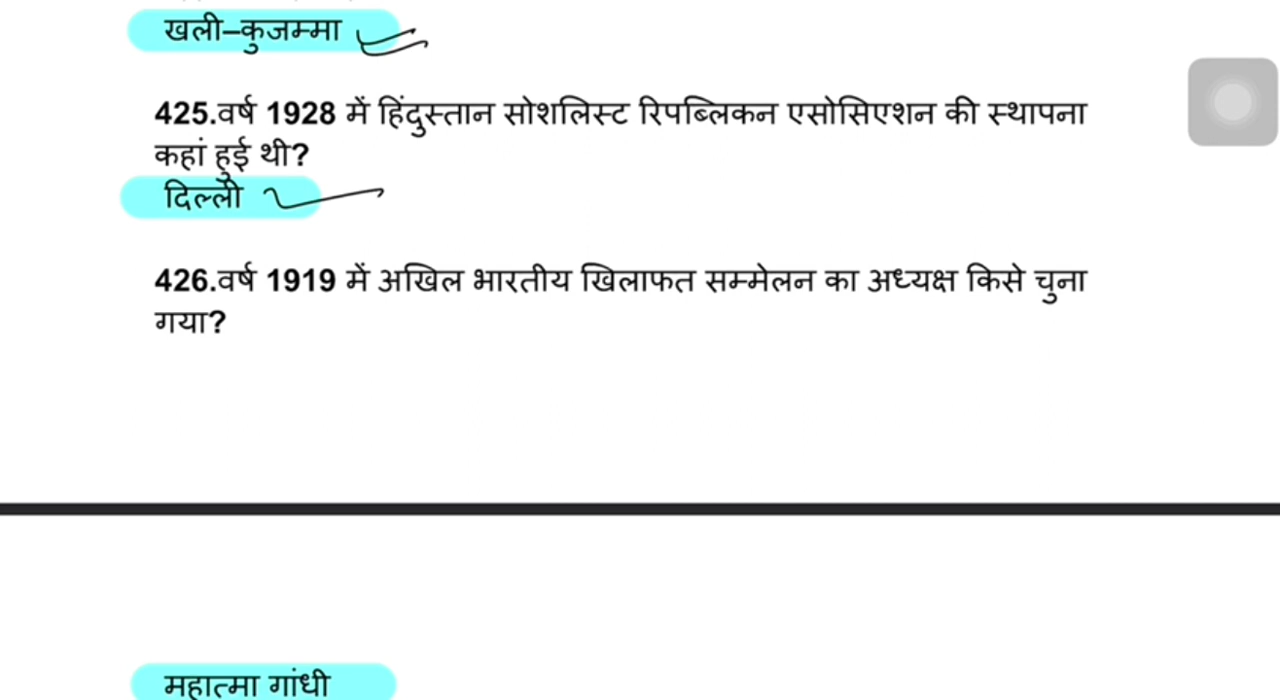 खली–कुजम्मा
425.वर्ष 1928 में हिंदुस्तान सोशलिस्ट रिपब्लिकन एसोसिएशन की स्थापना
कहां हुई थी?
दिल्ली
426.वर्ष 1919 में अखिल भारतीय खिलाफत सम्मेलन का अध्यक्ष किसे चुना
गया?
महात्मा गांधी